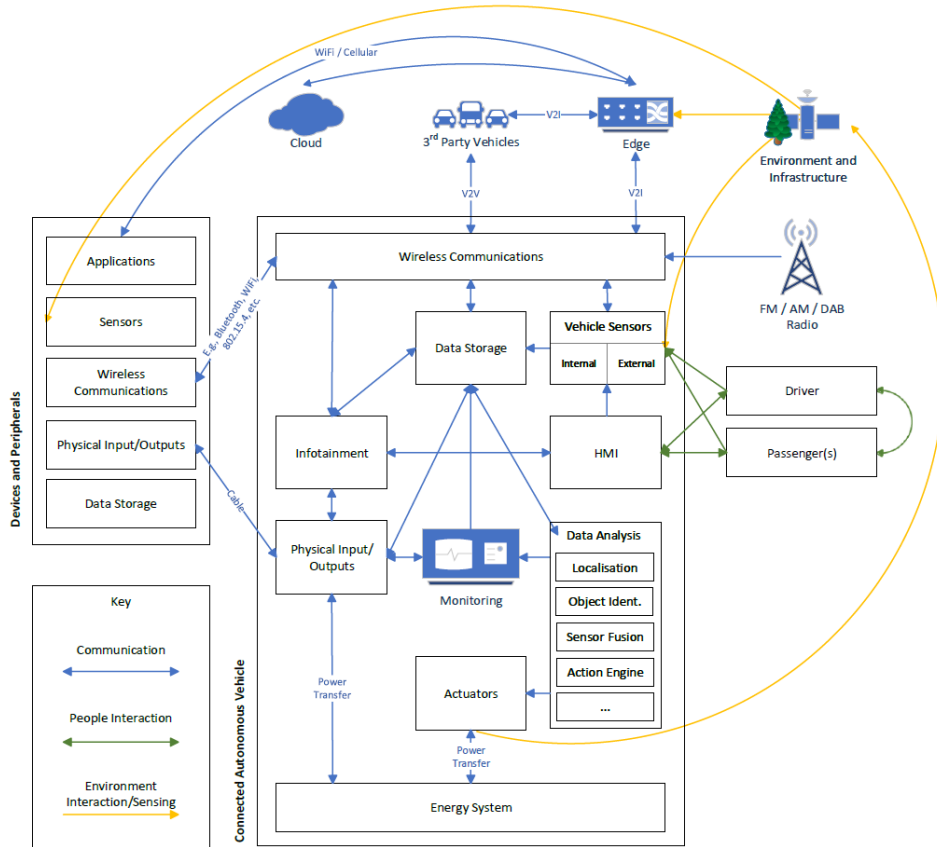 WiFi / Cellular
Cloud
3rd Party Vehicles
V2I
Edge
Environment and
Infrastructure
V2V
V2I
Devices and Peripherals
Applications
Sensors
Wireless
Communications
Physical Input/Outputs
Data Storage
E.g., Bluetooth, WiFi,
802.15.4, etc.
Cable
Connected Autonomous Vehicle
Wireless Communications
Data Storage
Vehicle Sensors
Internal
External
Infotainment
HMI
Physical Input/
Outputs
Monitoring
Data Analysis
Localisation
Object Ident.
Sensor Fusion
Action Engine
...
Actuators
Power
Transfer
Power
Transfer
Energy System
FM / AM / DAB
Radio
Driver
Passenger(s)
Key
Communication
People Interaction
Environment
Interaction/Sensing